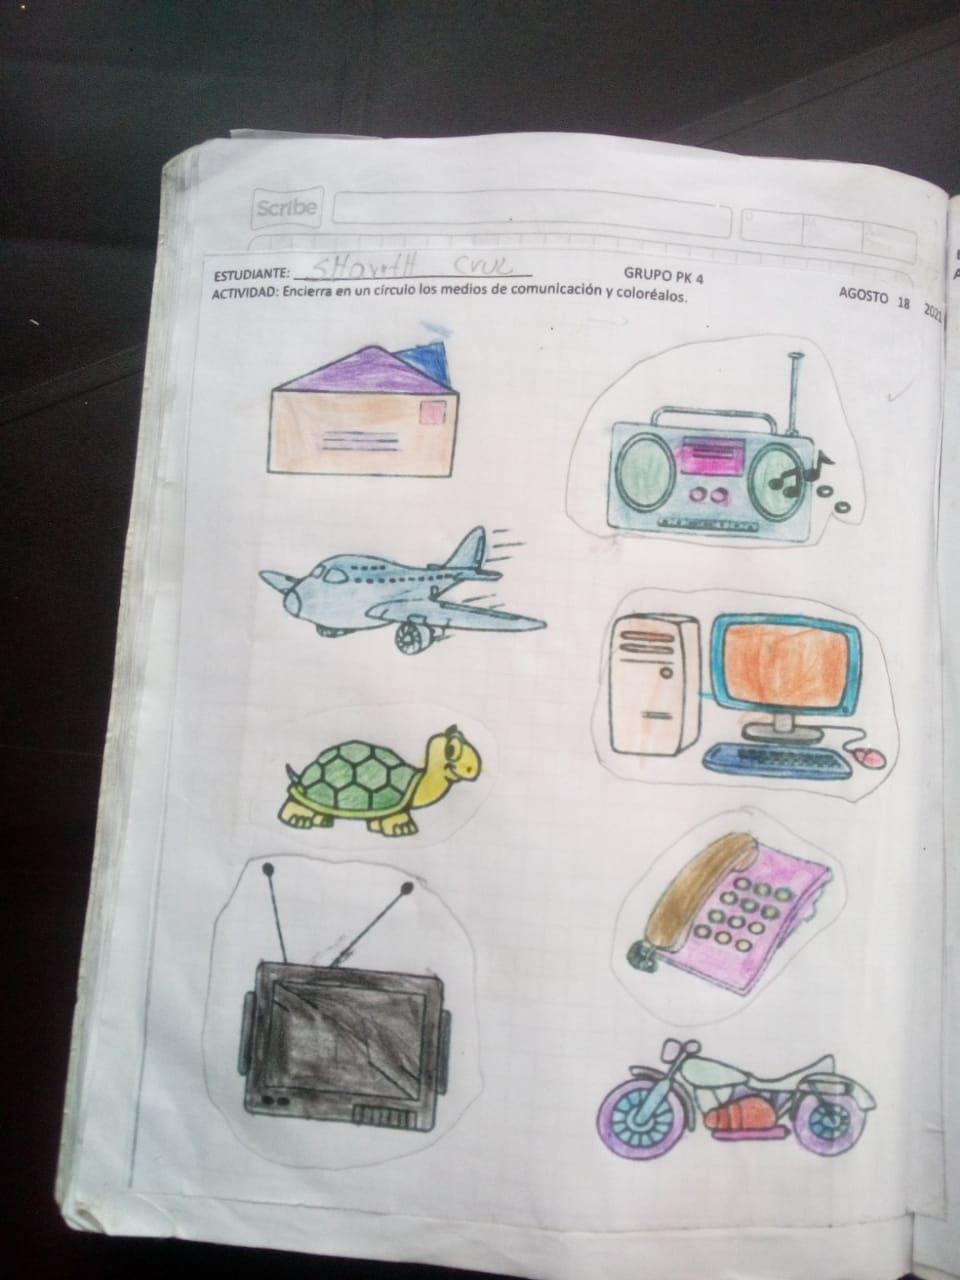 Scribe
ESTUDIANTE: SHarith Cruz
GRUPO PK 4
ACTIVIDAD: Encierra en un círculo los medios de comunicación y coloréalos.
AGOSTO 18 2021